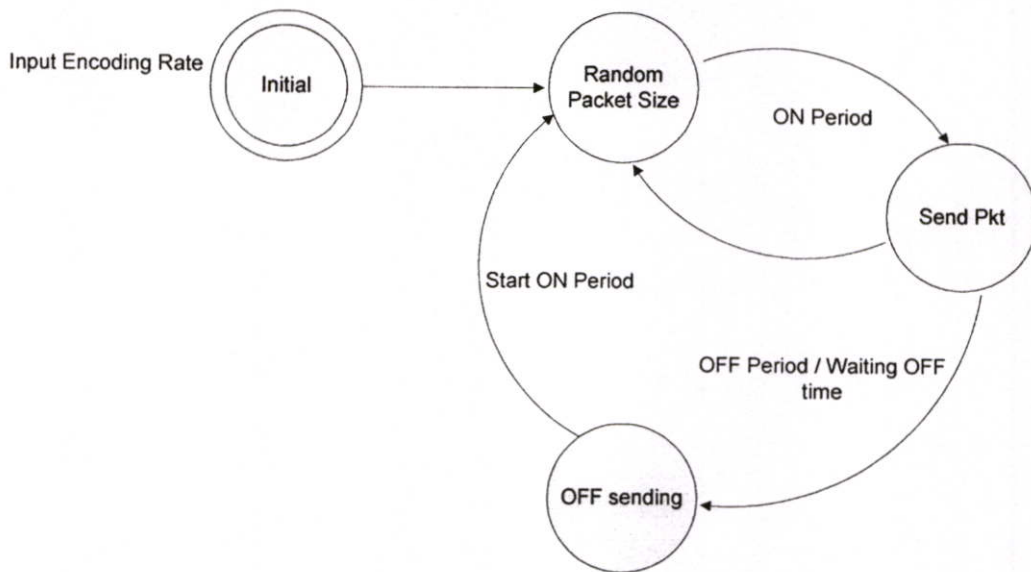 Input Encoding Rate
Initial
Random
Packet Size
ON Period
Send Pkt
Start ON Period
OFF Period / Waiting OFF
time
OFF sending